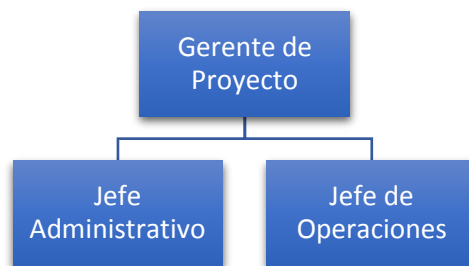 Gerente de
Proyecto
Jefe
Administrativo
Jefe de
Operaciones